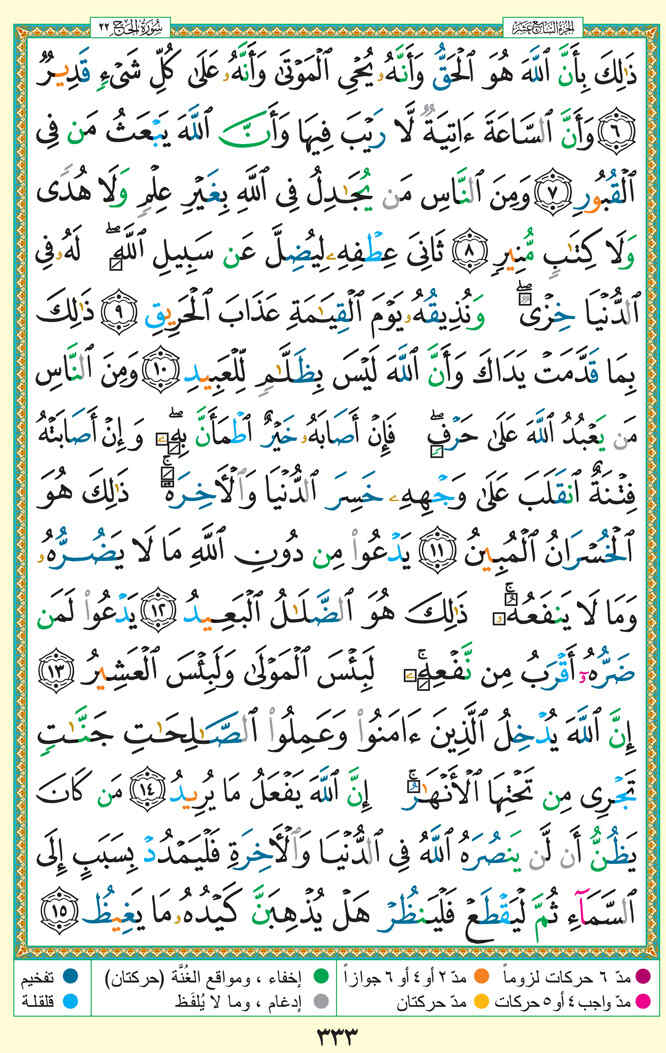 سُورَةُ الحَجِّ ٢٢
الجزء السابع عشر
ذَٰلِكَ بِأَنَّ ٱللَّهَ هُوَ ٱلْحَقُّ وَأَنَّهُۥ يُحْىِ ٱلْمَوْتَىٰ وَأَنَّهُۥ عَلَىٰ كُلِّ شَىْءٍۢ قَدِيرٌۭ
٦ وَأَنَّ ٱلسَّاعَةَ ءَاتِيَةٌۭ لَّا رَيْبَ فِيهَا وَأَنَّ ٱللَّهَ يَبْعَثُ مَن فِى
ٱلْقُبُورِ ٧ وَمِنَ ٱلنَّاسِ مَن يُجَٰدِلُ فِى ٱللَّهِ بِغَيْرِ عِلْمٍۢ وَلَا هُدًۭى
وَلَا كِتَٰبٍۢ مُّنِيرٍۢ ٨ ثَانِىَ عِطْفِهِۦ لِيُضِلَّ عَن سَبِيلِ ٱللَّهِ ۖ لَهُۥ فِى
ٱلدُّنْيَا خِزْىٌۭ ۖ وَنُذِيقُهُۥ يَوْمَ ٱلْقِيَٰمَةِ عَذَابَ ٱلْحَرِيقِ ٩ ذَٰلِكَ
بِمَا قَدَّمَتْ يَدَاكَ وَأَنَّ ٱللَّهَ لَيْسَ بِظَلَّٰمٍۢ لِّلْعَبِيدِ ١٠ وَمِنَ ٱلنَّاسِ
مَن يَعْبُدُ ٱللَّهَ عَلَىٰ حَرْفٍۢ ۖ فَإِنْ أَصَابَهُۥ خَيْرٌ ٱطْمَأَنَّ بِهِۦ ۖ وَإِنْ أَصَابَتْهُ
فِتْنَةٌ ٱنقَلَبَ عَلَىٰ وَجْهِهِۦ خَسِرَ ٱلدُّنْيَا وَٱلْءَاخِرَةَ ۚ ذَٰلِكَ هُوَ
ٱلْخُسْرَانُ ٱلْمُبِينُ ١١ يَدْعُوا۟ مِن دُونِ ٱللَّهِ مَا لَا يَضُرُّهُۥ
وَمَا لَا يَنفَعُهُۥ ۚ ذَٰلِكَ هُوَ ٱلضَّلَٰلُ ٱلْبَعِيدُ ١٢ يَدْعُوا۟ لَمَن
ضَرُّهُۥٓ أَقْرَبُ مِن نَّفْعِهِۦ ۚ لَبِئْسَ ٱلْمَوْلَىٰ وَلَبِئْسَ ٱلْعَشِيرُ ١٣
إِنَّ ٱللَّهَ يُدْخِلُ ٱلَّذِينَ ءَامَنُوا۟ وَعَمِلُوا۟ ٱلصَّٰلِحَٰتِ جَنَّٰتٍۢ
تَجْرِى مِن تَحْتِهَا ٱلْأَنْهَٰرُ ۚ إِنَّ ٱللَّهَ يَفْعَلُ مَا يُرِيدُ ١٤ مَن كَانَ
يَظُنُّ أَن لَّن يَنصُرَهُ ٱللَّهُ فِى ٱلدُّنْيَا وَٱلْءَاخِرَةِ فَلْيَمْدُدْ بِسَبَبٍ إِلَى
ٱلسَّمَآءِ ثُمَّ لْيَقْطَعْ فَلْيَنظُرْ هَلْ يُذْهِبَنَّ كَيْدُهُۥ مَا يَغِيظُ ١٥
مدّ ٦ حركات لزوماً مدّ ٢ أو ٤ أو ٦ جوازاً إخفاء ، ومواقع الغُنَّة (حركتان) تفخيم
مدّ واجب ٤ أو ٥ حركات مدّ حركتان إدغام ، وما لا يُلفَظ قلقلة
٣٣٣